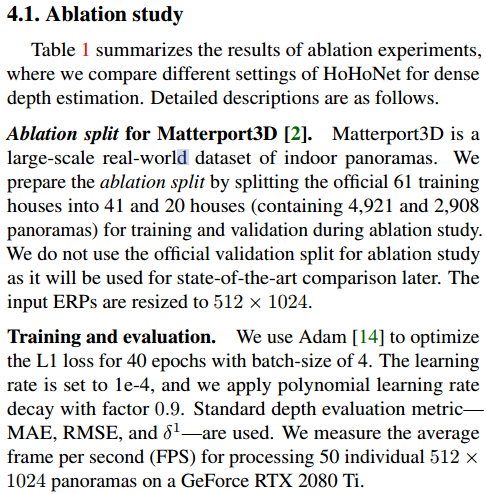 4.1. Ablation study
Table 1 summarizes the results of ablation experiments,
where we compare different settings of HoHoNet for dense
depth estimation. Detailed descriptions are as follows.
Ablation split for Matterport3D [2]. Matterport3D is a
large-scale real-world dataset of indoor panoramas. We
prepare the ablation split by splitting the official 61 training
houses into 41 and 20 houses (containing 4,921 and 2,908
panoramas) for training and validation during ablation study.
We do not use the official validation split for ablation study
as it will be used for state-of-the-art comparison later. The
input ERPs are resized to 512 × 1024.
Training and evaluation. We use Adam [14] to optimize
the L1 loss for 40 epochs with batch-size of 4. The learning
rate is set to 1e-4, and we apply polynomial learning rate
decay with factor 0.9. Standard depth evaluation metric—
MAE, RMSE, and δ¹—are used. We measure the average
frame per second (FPS) for processing 50 individual 512 ×
1024 panoramas on a GeForce RTX 2080 Ti.